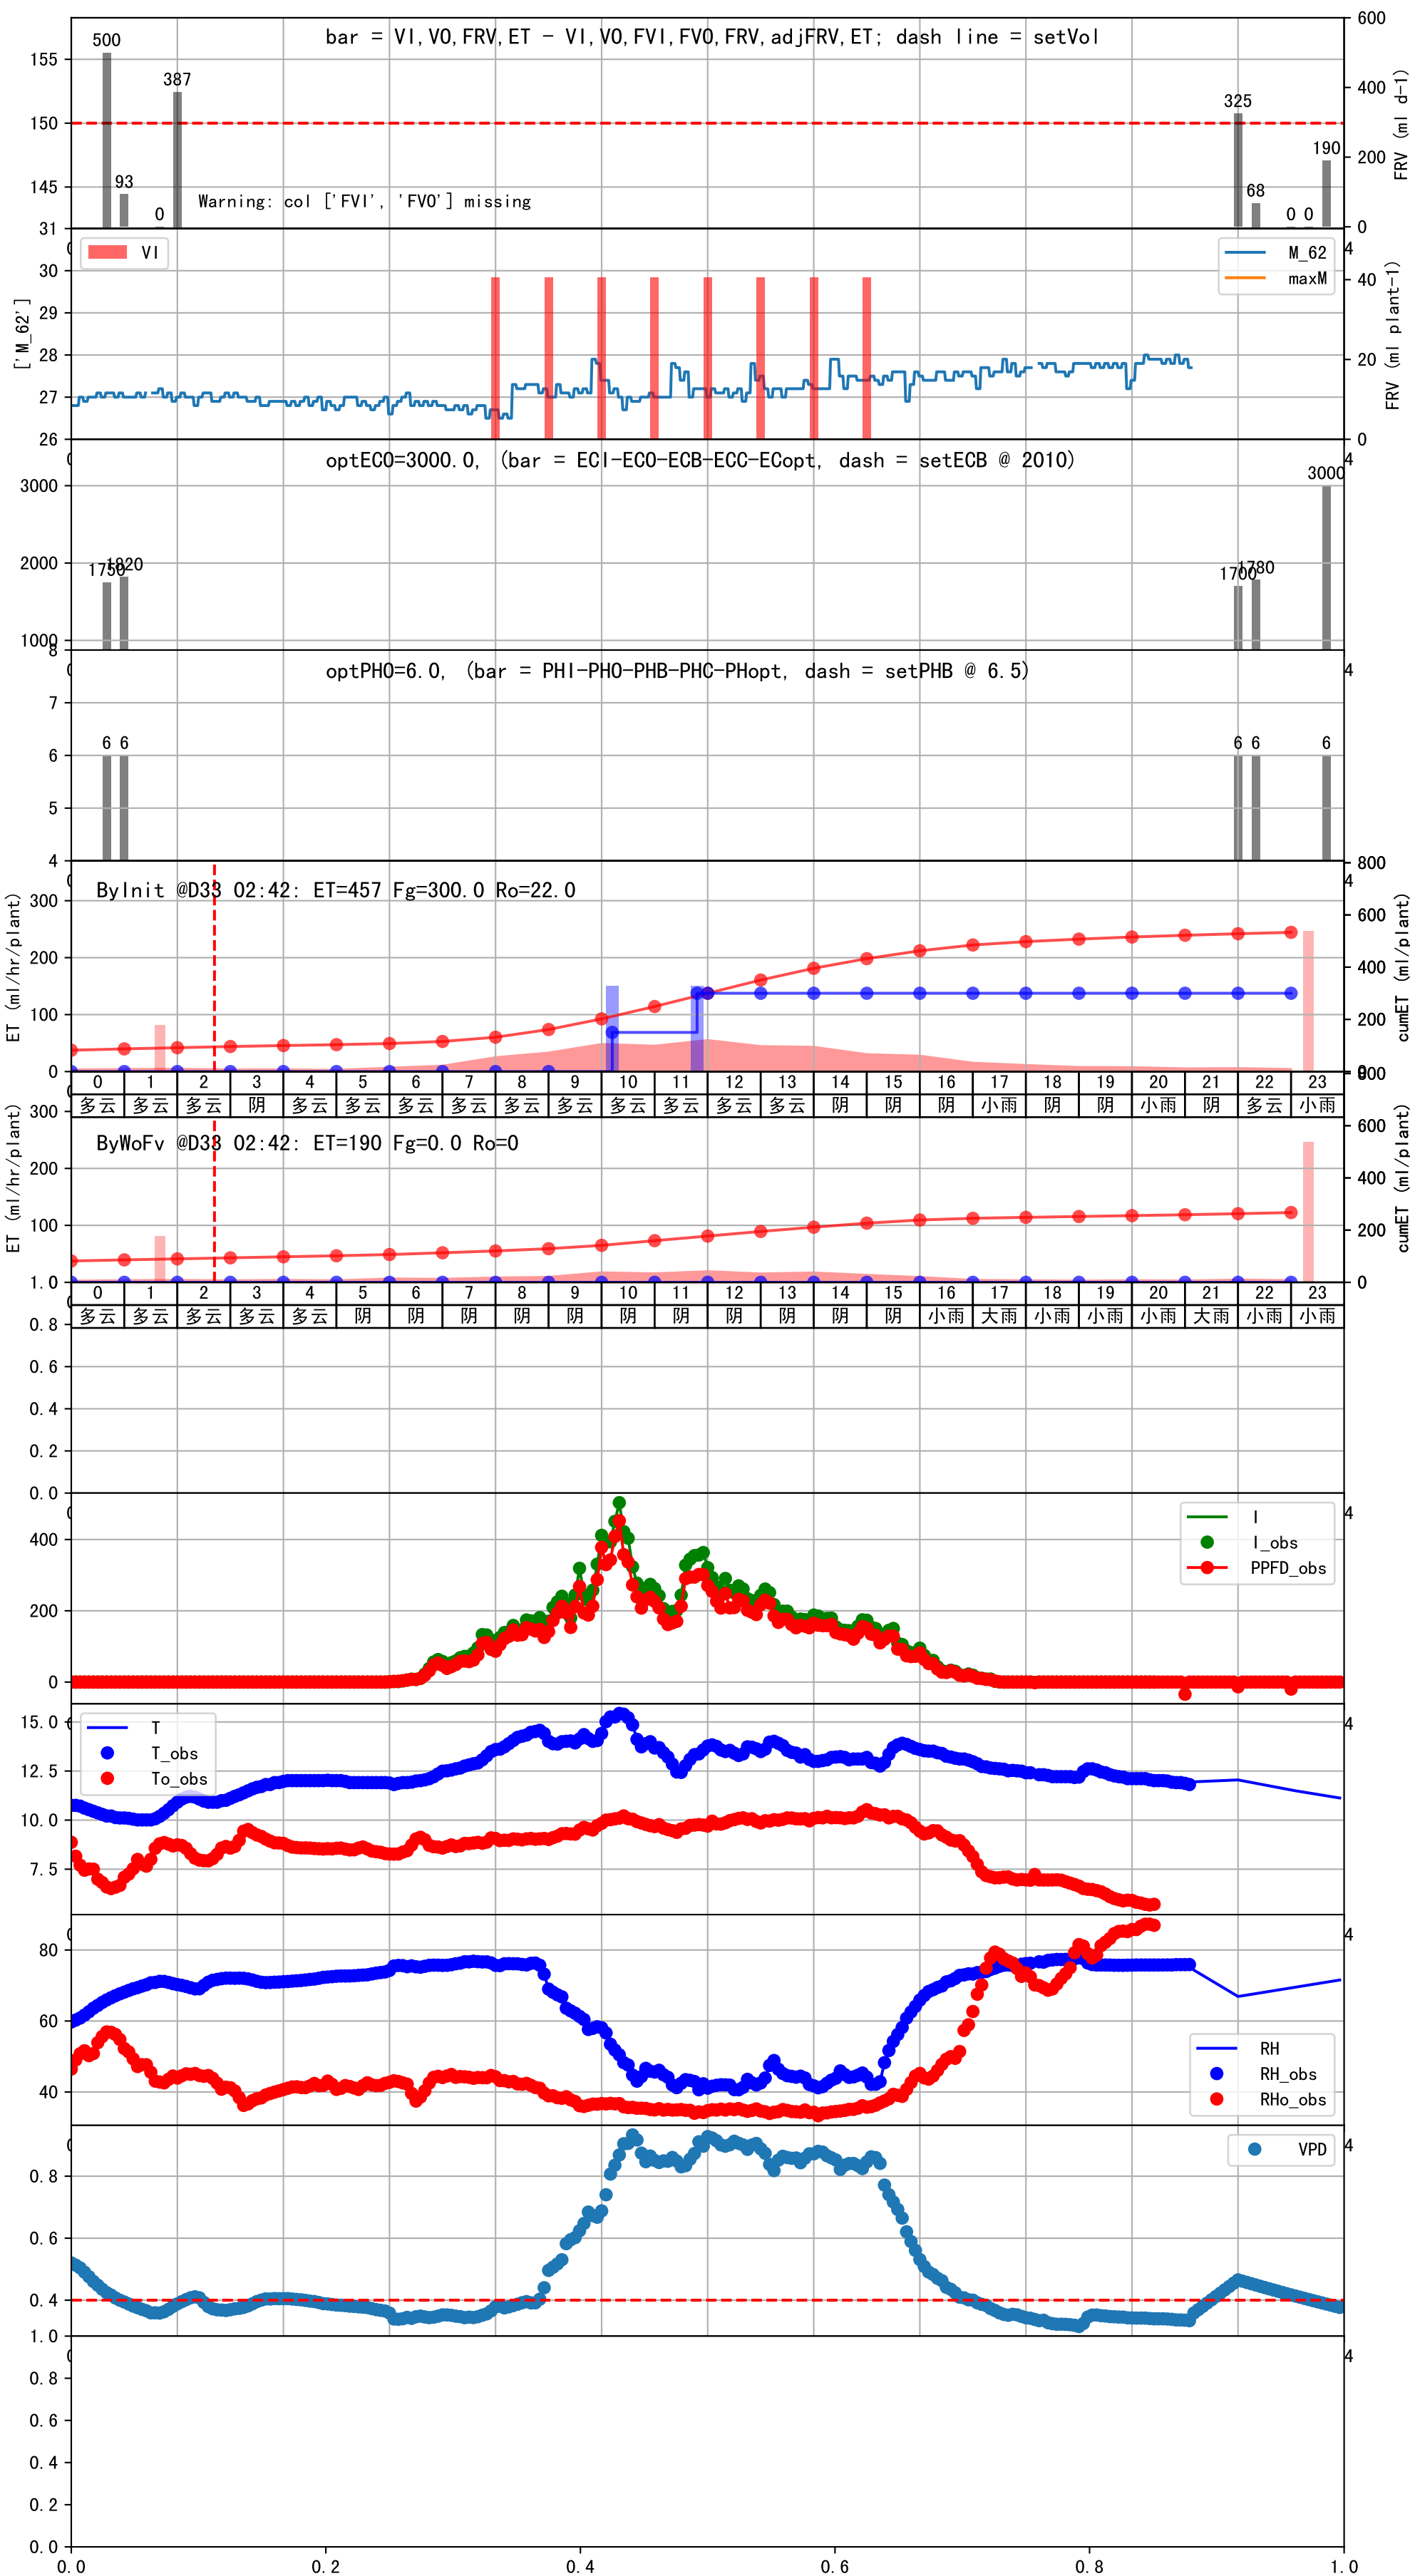 bar = VI,VO,FRV,ET - VI,VO,FVI,FVO,FRV,adjFRV,ET; dash line = setVol
500
93
0
387
325
68
0
0
190
Warning: col ['FVI', 'FVO'] missing
155
150
145
600
400
200
0
FRV (ml d-1)
VI
M_62
maxM
['M_62']
31
30
29
28
27
26
40
20
0
FRV (ml plant-1)
4
optECO=3000.0, (bar = ECI-ECO-ECB-ECC-ECopt, dash = setECB @ 2010)
1750
1820
1700
1780
3000
3000
2000
1000
4
optPHO=6.0, (bar = PHI-PHO-PHB-PHC-PHopt, dash = setPHB @ 6.5)
6
6
6
6
6
8
7
6
5
4
4
ByInit @D33 02:42: ET=457 Fg=300.0 Ro=22.0
ET (ml/hr/plant)
300
200
100
0
800
600
400
200
cumET (ml/plant)
4
0 1 2 3 4 5 6 7 8 9 10 11 12 13 14 15 16 17 18 19 20 21 22 23
多云 多云 多云 阴 多云 多云 多云 多云 多云 多云 多云 多云 多云 多云 阴 阴 阴 小雨 阴 阴 小雨 阴 多云 小雨
ByWoFv @D33 02:42: ET=190 Fg=0.0 Ro=0
ET (ml/hr/plant)
300
200
100
600
400
200
0
cumET (ml/plant)
0 1 2 3 4 5 6 7 8 9 10 11 12 13 14 15 16 17 18 19 20 21 22 23
多云 多云 多云 多云 多云 阴 阴 阴 阴 阴 阴 阴 阴 阴 阴 阴 小雨 大雨 小雨 小雨 小雨 大雨 小雨 小雨
1.0
0.8
0.6
0.4
0.2
0.0
I
I_obs
PPFD_obs
400
200
0
4
T
T_obs
To_obs
15.0
12.5
10.0
7.5
4
RH
RH_obs
RHo_obs
80
60
40
4
VPD
0.8
0.6
0.4
4
1.0
0.8
0.6
0.4
0.2
0.0
4
0.0 0.2 0.4 0.6 0.8 1.0